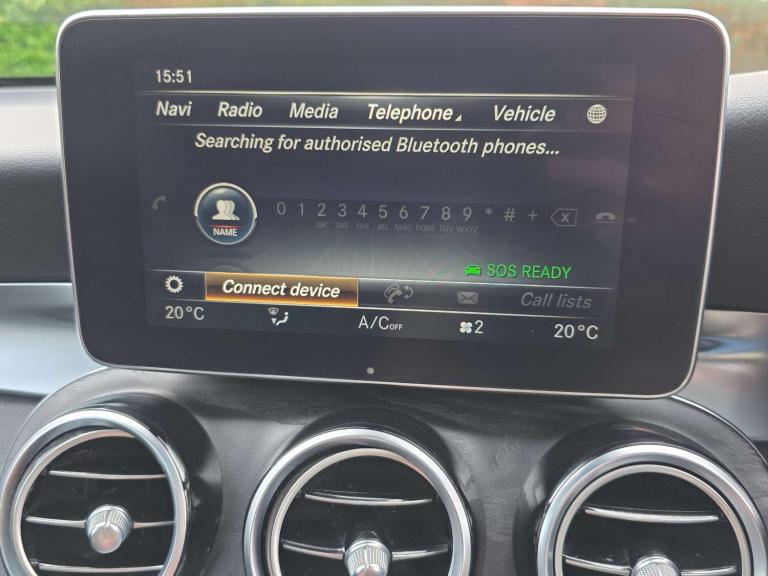 15:51
Navi Radio Media Telephone Vehicle
Searching for authorised Bluetooth phones...
NAME
0 1 2 3 4 5 6 7 8 9 * # +
ABC DEF GHI JKL MNO PQRS TUV WXYZ
SOS READY
Connect device Call lists
20°C A/C OFF 2 20°C